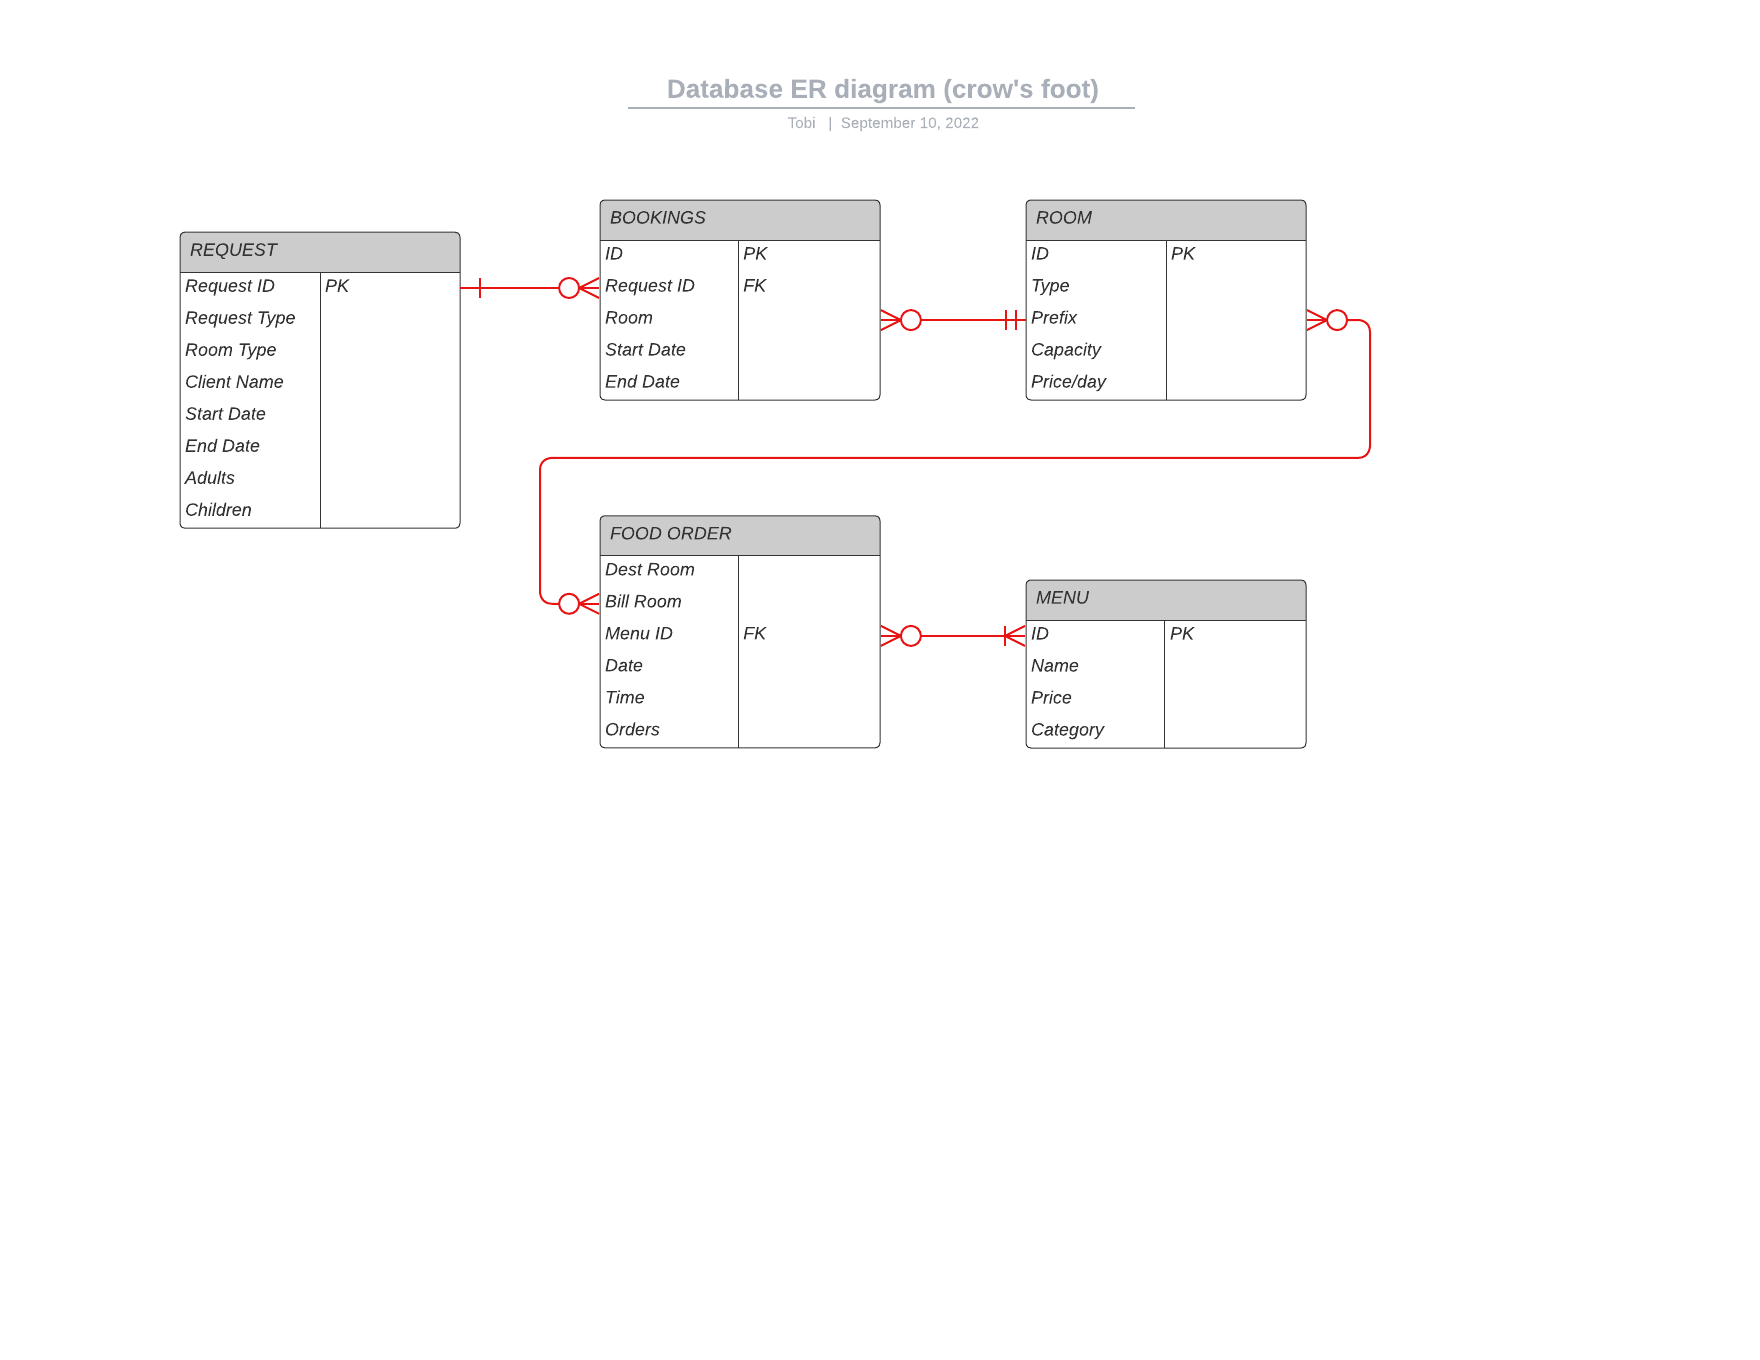 Database ER diagram (crow's foot)
Tobi | September 10, 2022
REQUEST
Request ID PK
Request Type
Room Type
Client Name
Start Date
End Date
Adults
Children
BOOKINGS
ID PK
Request ID FK
Room
Start Date
End Date
ROOM
ID PK
Type
Prefix
Capacity
Price/day
FOOD ORDER
Dest Room
Bill Room
Menu ID FK
Date
Time
Orders
MENU
ID PK
Name
Price
Category